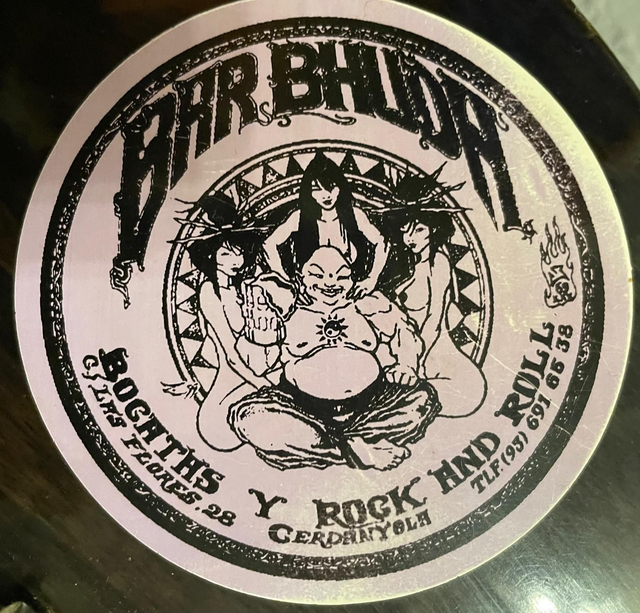 BAR BHUDA
BOCATAS Y ROCK AND ROLL
C/ LAS FLORES, 28
CERDANYOLA
TLF (93) 691 65 38